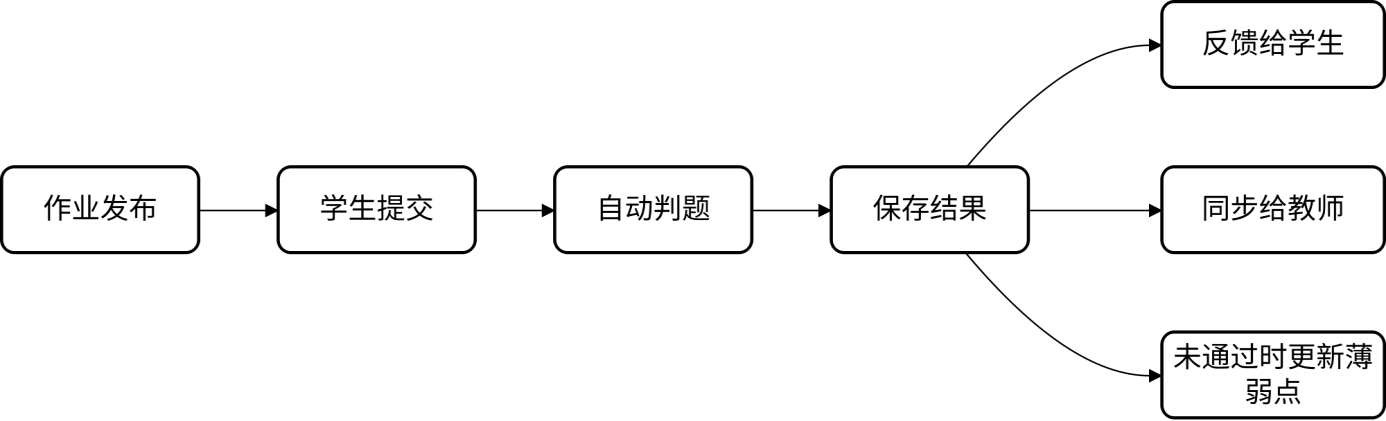 作业发布
学生提交
自动判题
保存结果
反馈给学生
同步给教师
未通过时更新薄
弱点